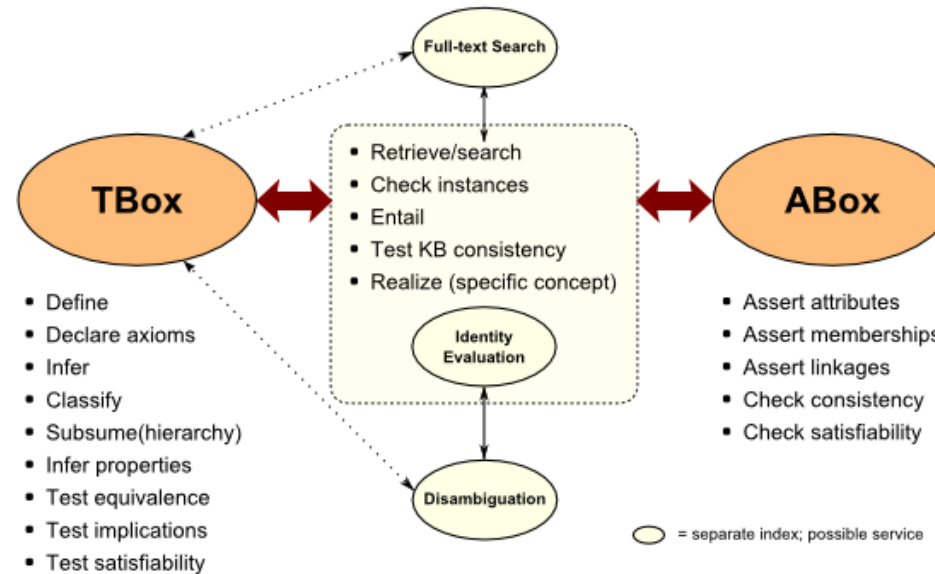 Full-text Search
TBox
▪ Retrieve/search
▪ Check instances
▪ Entail
▪ Test KB consistency
▪ Realize (specific concept)
Identity
Evaluation
ABox
▪ Define
▪ Declare axioms
▪ Infer
▪ Classify
▪ Subsume(hierarchy)
▪ Infer properties
▪ Test equivalence
▪ Test implications
▪ Test satisfiability
▪ Assert attributes
▪ Assert memberships
▪ Assert linkages
▪ Check consistency
▪ Check satisfiability
Disambiguation
= separate index; possible service